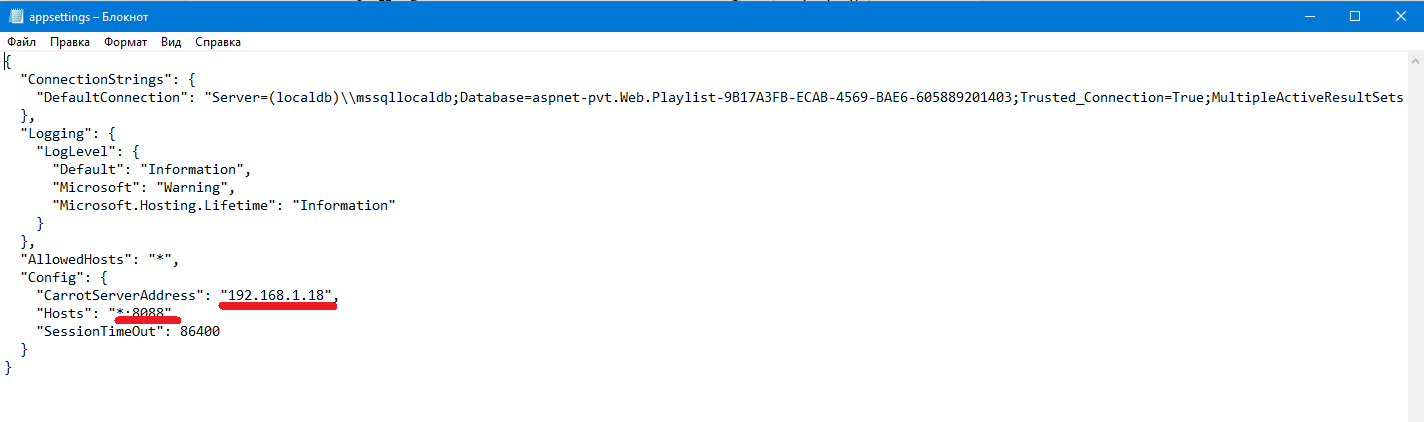 appsettings – Блокнот
Файл Правка Формат Вид Справка
{
  "ConnectionStrings": {
    "DefaultConnection": "Server=(localdb)\\mssqllocaldb;Database=aspnet-pvt.Web.Playlist-9B17A3FB-ECAB-4569-BAE6-605889201403;Trusted_Connection=True;MultipleActiveResultSets
  },
  "Logging": {
    "LogLevel": {
      "Default": "Information",
      "Microsoft": "Warning",
      "Microsoft.Hosting.Lifetime": "Information"
    }
  },
  "AllowedHosts": "*",
  "Config": {
    "CarrotServerAddress": "192.168.1.18",
    "Hosts": "*:8088",
    "SessionTimeOut": 86400
  }
}